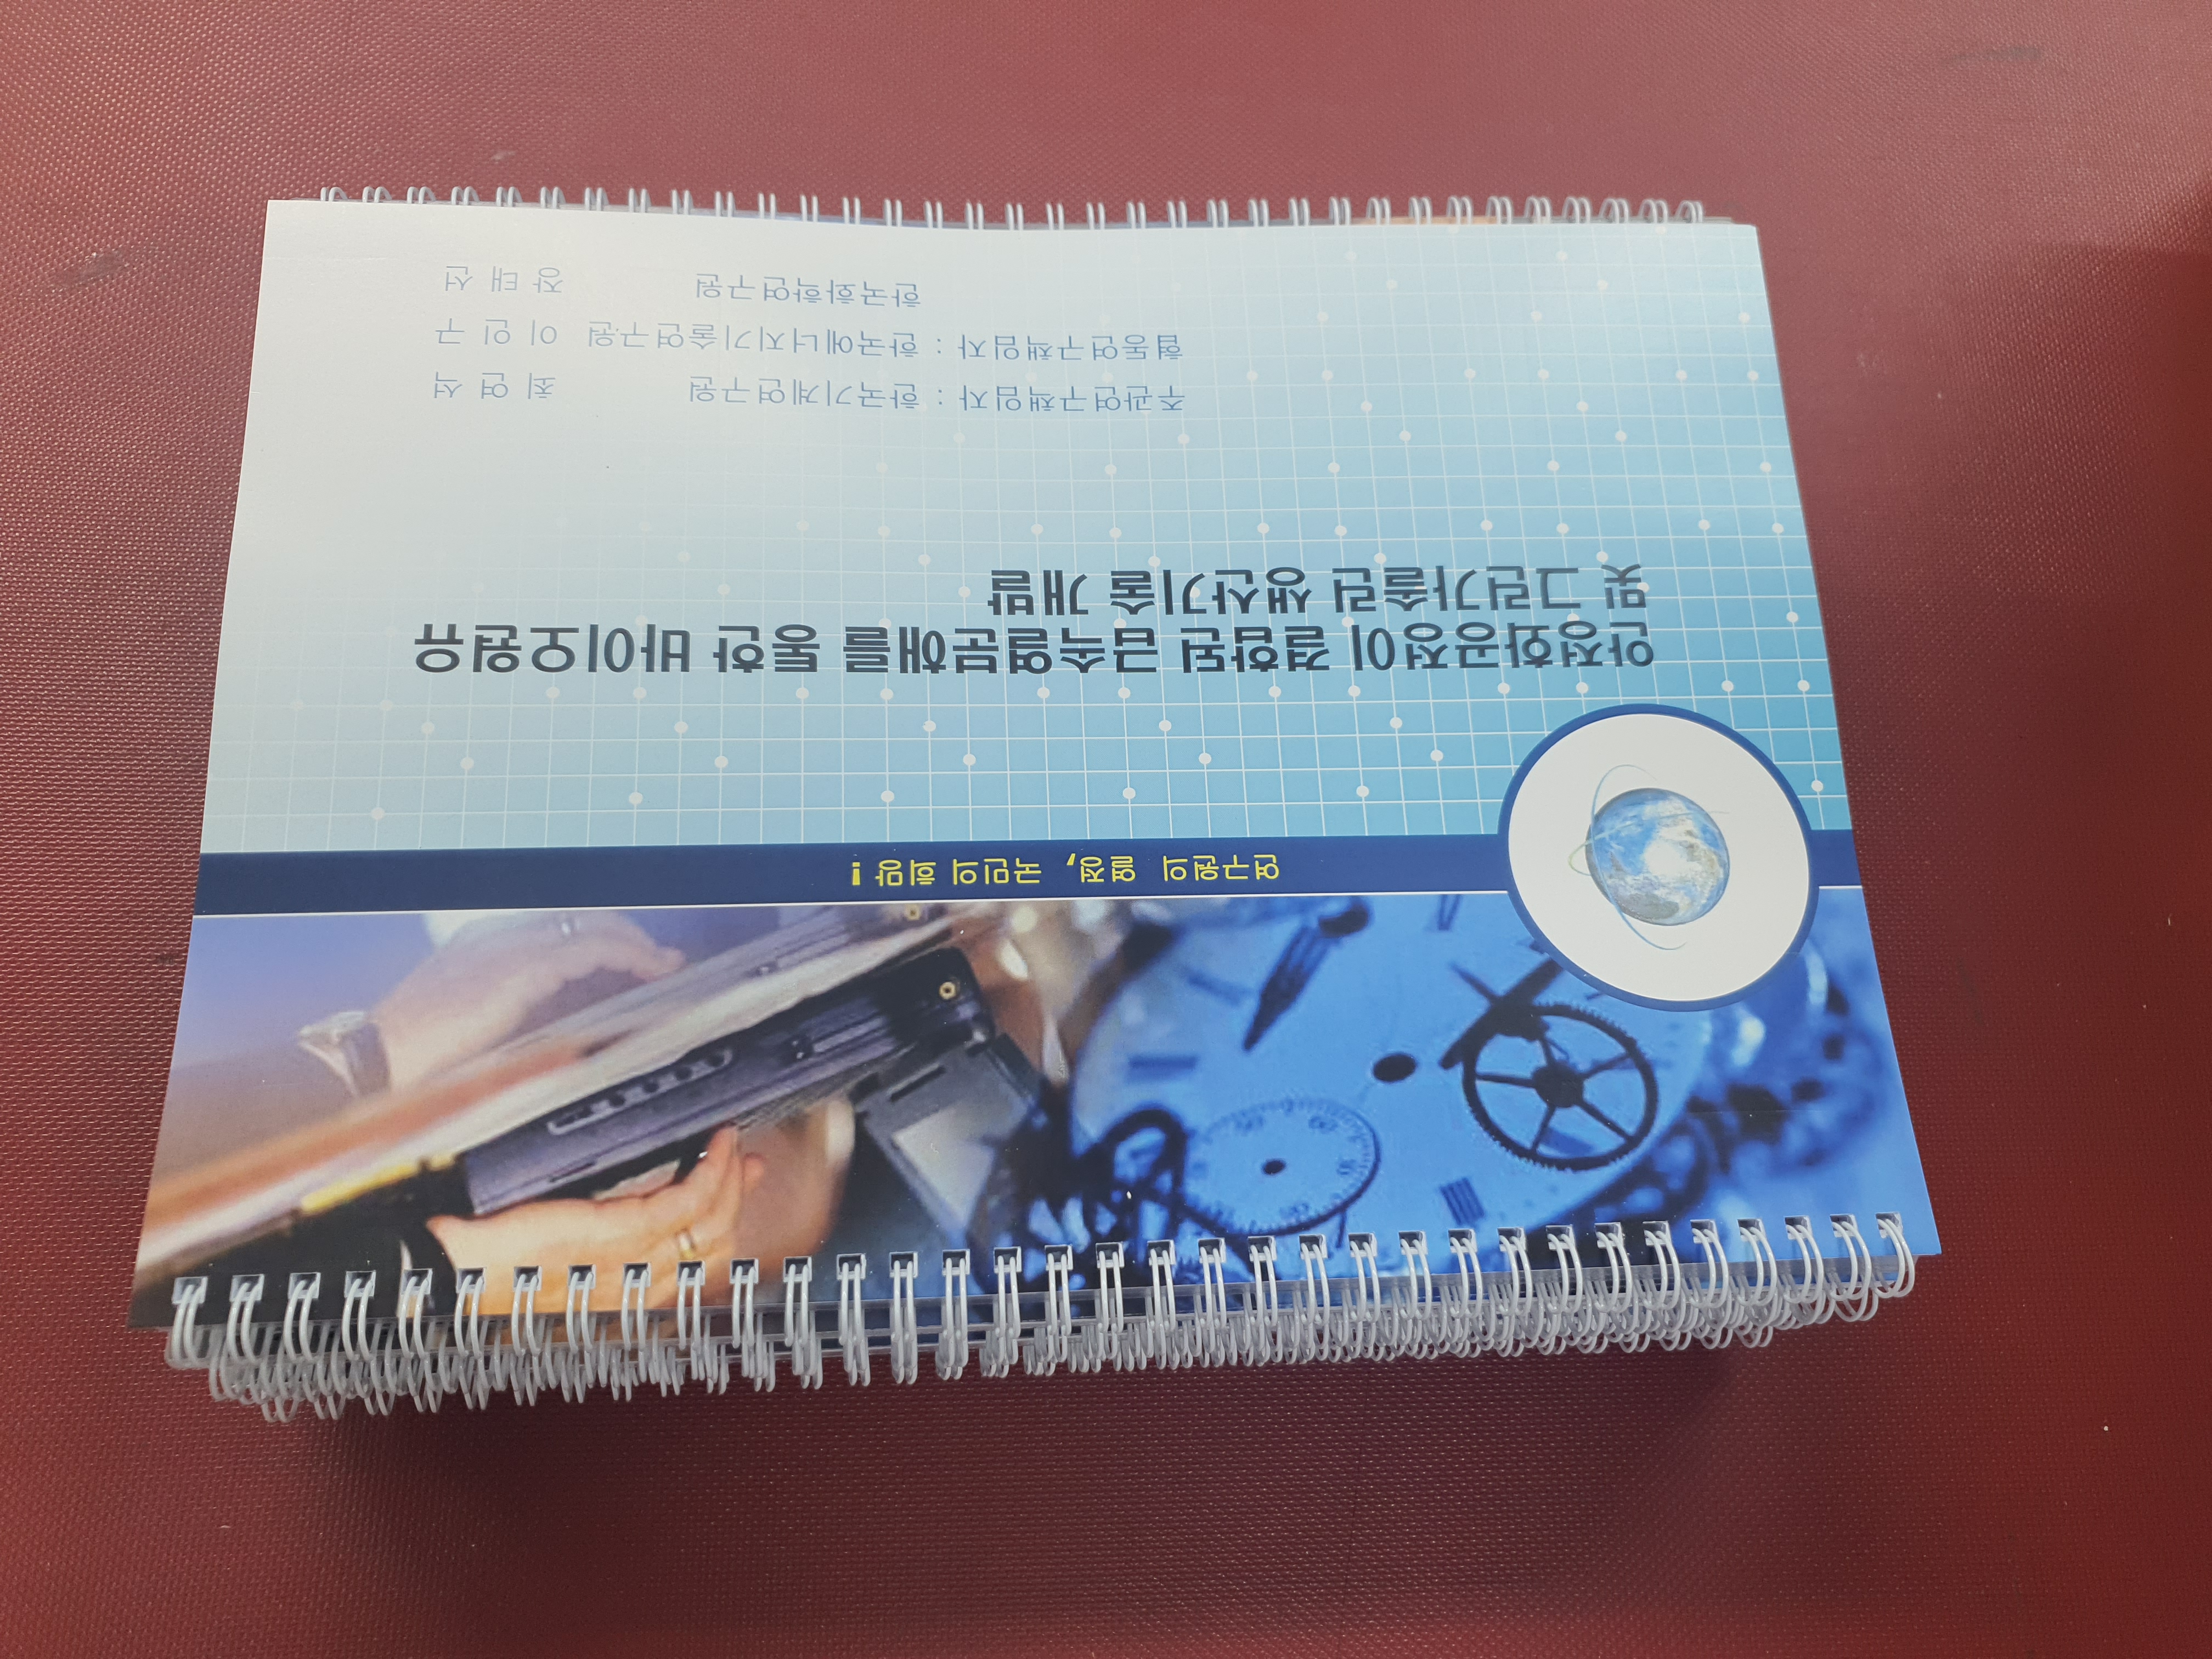 연구원의 열정, 국민의 희망!
안정화공정이 결합된 급속열분해를 통한 바이오원유
및 그린가솔린 생산기술 개발
주관연구책임자 : 한국기계연구원 최 연 석
협동연구책임자 : 한국에너지기술연구원 이 인 구
한국화학연구원 장 태 선